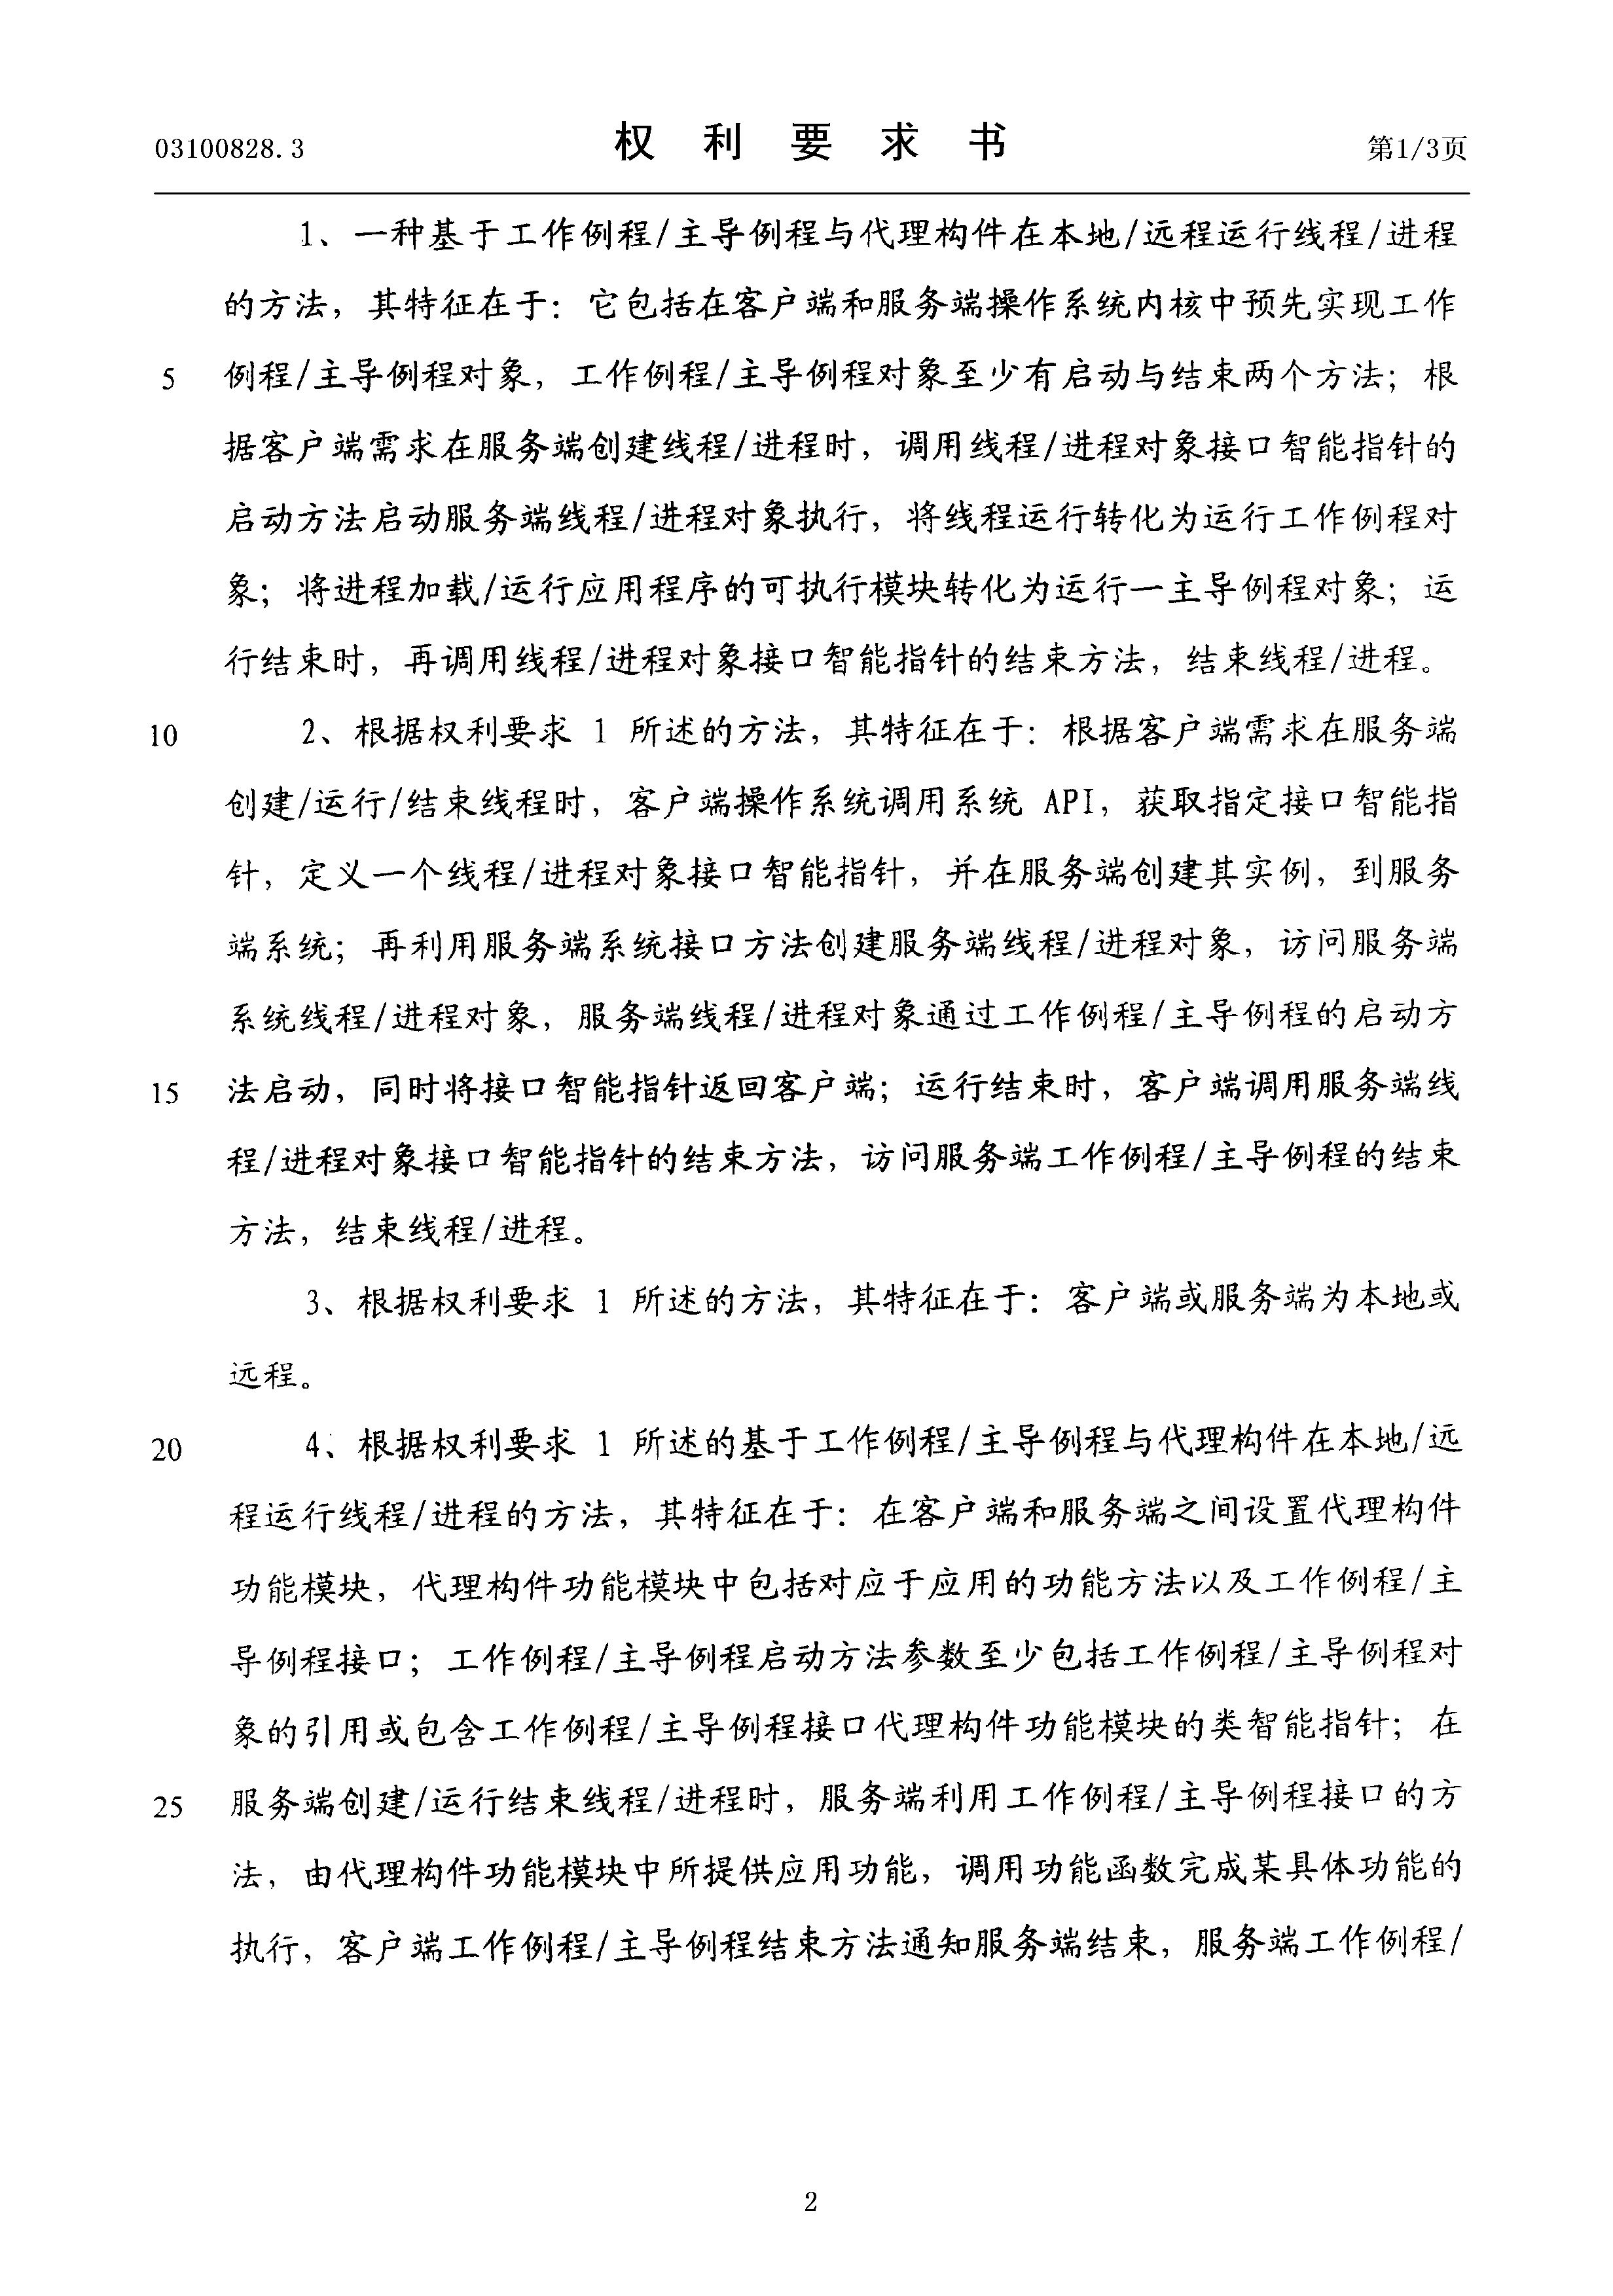 03100828.3
权利要求书
第1/3页
1、一种基于工作例程/主导例程与代理构件在本地/远程运行线程/进程
的方法，其特征在于：它包括在客户端和服务端操作系统内核中预先实现工作
5 例程/主导例程对象，工作例程/主导例程对象至少有启动与结束两个方法；根
据客户端需求在服务端创建线程/进程时，调用线程/进程对象接口智能指针的
启动方法启动服务端线程/进程对象执行，将线程运行转化为运行工作例程对
象；将进程加载/运行应用程序的可执行模块转化为运行一主导例程对象；运
行结束时，再调用线程/进程对象接口智能指针的结束方法，结束线程/进程。
10 2、根据权利要求 1 所述的方法，其特征在于：根据客户端需求在服务端
创建/运行/结束线程时，客户端操作系统调用系统 API，获取指定接口智能指
针，定义一个线程/进程对象接口智能指针，并在服务端创建其实例，到服务
端系统；再利用服务端系统接口方法创建服务端线程/进程对象，访问服务端
系统线程/进程对象，服务端线程/进程对象通过工作例程/主导例程的启动方
15 法启动，同时将接口智能指针返回客户端；运行结束时，客户端调用服务端线
程/进程对象接口智能指针的结束方法，访问服务端工作例程/主导例程的结束
方法，结束线程/进程。
3、根据权利要求 1 所述的方法，其特征在于：客户端或服务端为本地或
远程。
20 4、根据权利要求 1 所述的基于工作例程/主导例程与代理构件在本地/远
程运行线程/进程的方法，其特征在于：在客户端和服务端之间设置代理构件
功能模块，代理构件功能模块中包括对应于应用的功能方法以及工作例程/主
导例程接口；工作例程/主导例程启动方法参数至少包括工作例程/主导例程对
象的引用或包含工作例程/主导例程接口代理构件功能模块的类智能指针；在
25 服务端创建/运行结束线程/进程时，服务端利用工作例程/主导例程接口的方
法，由代理构件功能模块中所提供应用功能，调用功能函数完成某具体功能的
执行，客户端工作例程/主导例程结束方法通知服务端结束，服务端工作例程/
2